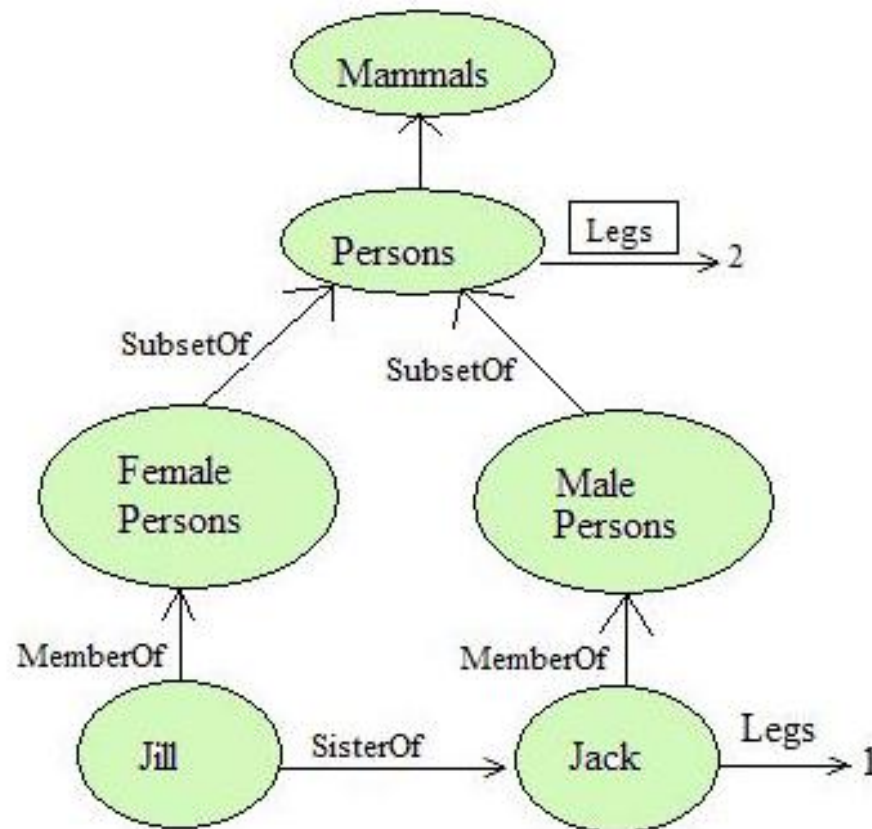 Mammals
Legs
Persons
2
SubsetOf
SubsetOf
Female
Persons
Male
Persons
MemberOf
MemberOf
Jill
SisterOf
Jack
Legs
1